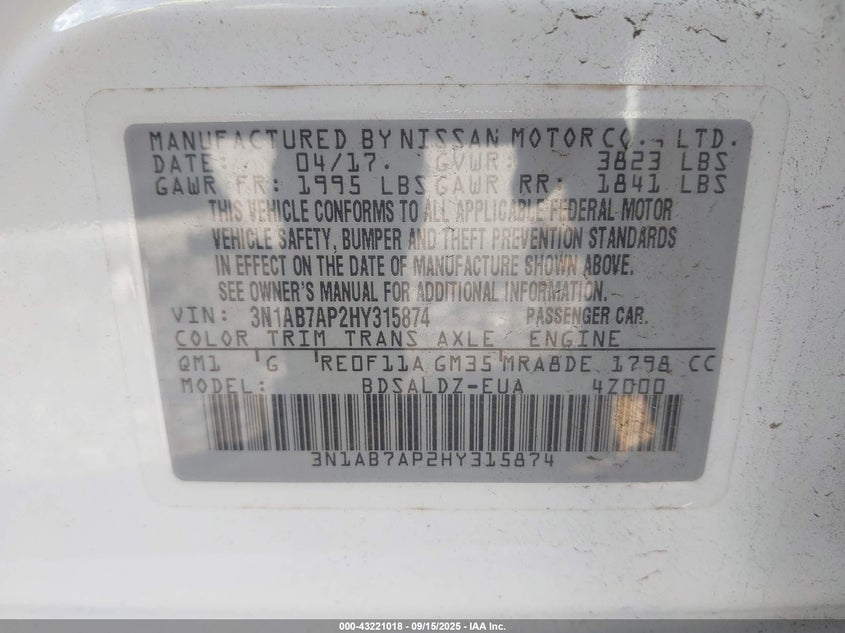 MANUFACTURED BY NISSAN MOTOR CO., LTD.
DATE: 04/17. GVWR: 3823 LBS
GAWR FR: 1995 LBS GAWR RR: 1841 LBS
THIS VEHICLE CONFORMS TO ALL APPLICABLE FEDERAL MOTOR
VEHICLE SAFETY, BUMPER AND THEFT PREVENTION STANDARDS
IN EFFECT ON THE DATE OF MANUFACTURE SHOWN ABOVE.
SEE OWNER'S MANUAL FOR ADDITIONAL INFORMATION.
VIN: 3N1AB7AP2HY315874 PASSENGER CAR.
COLOR TRIM TRANS AXLE ENGINE
QM1 G RE0F11A GM35 MRA8DE 1798 CC
MODEL: BDSALDZ-EUA 4Z000
3N1AB7AP2HY315874
000-43221018 - 09/15/2025 - IAA Inc.